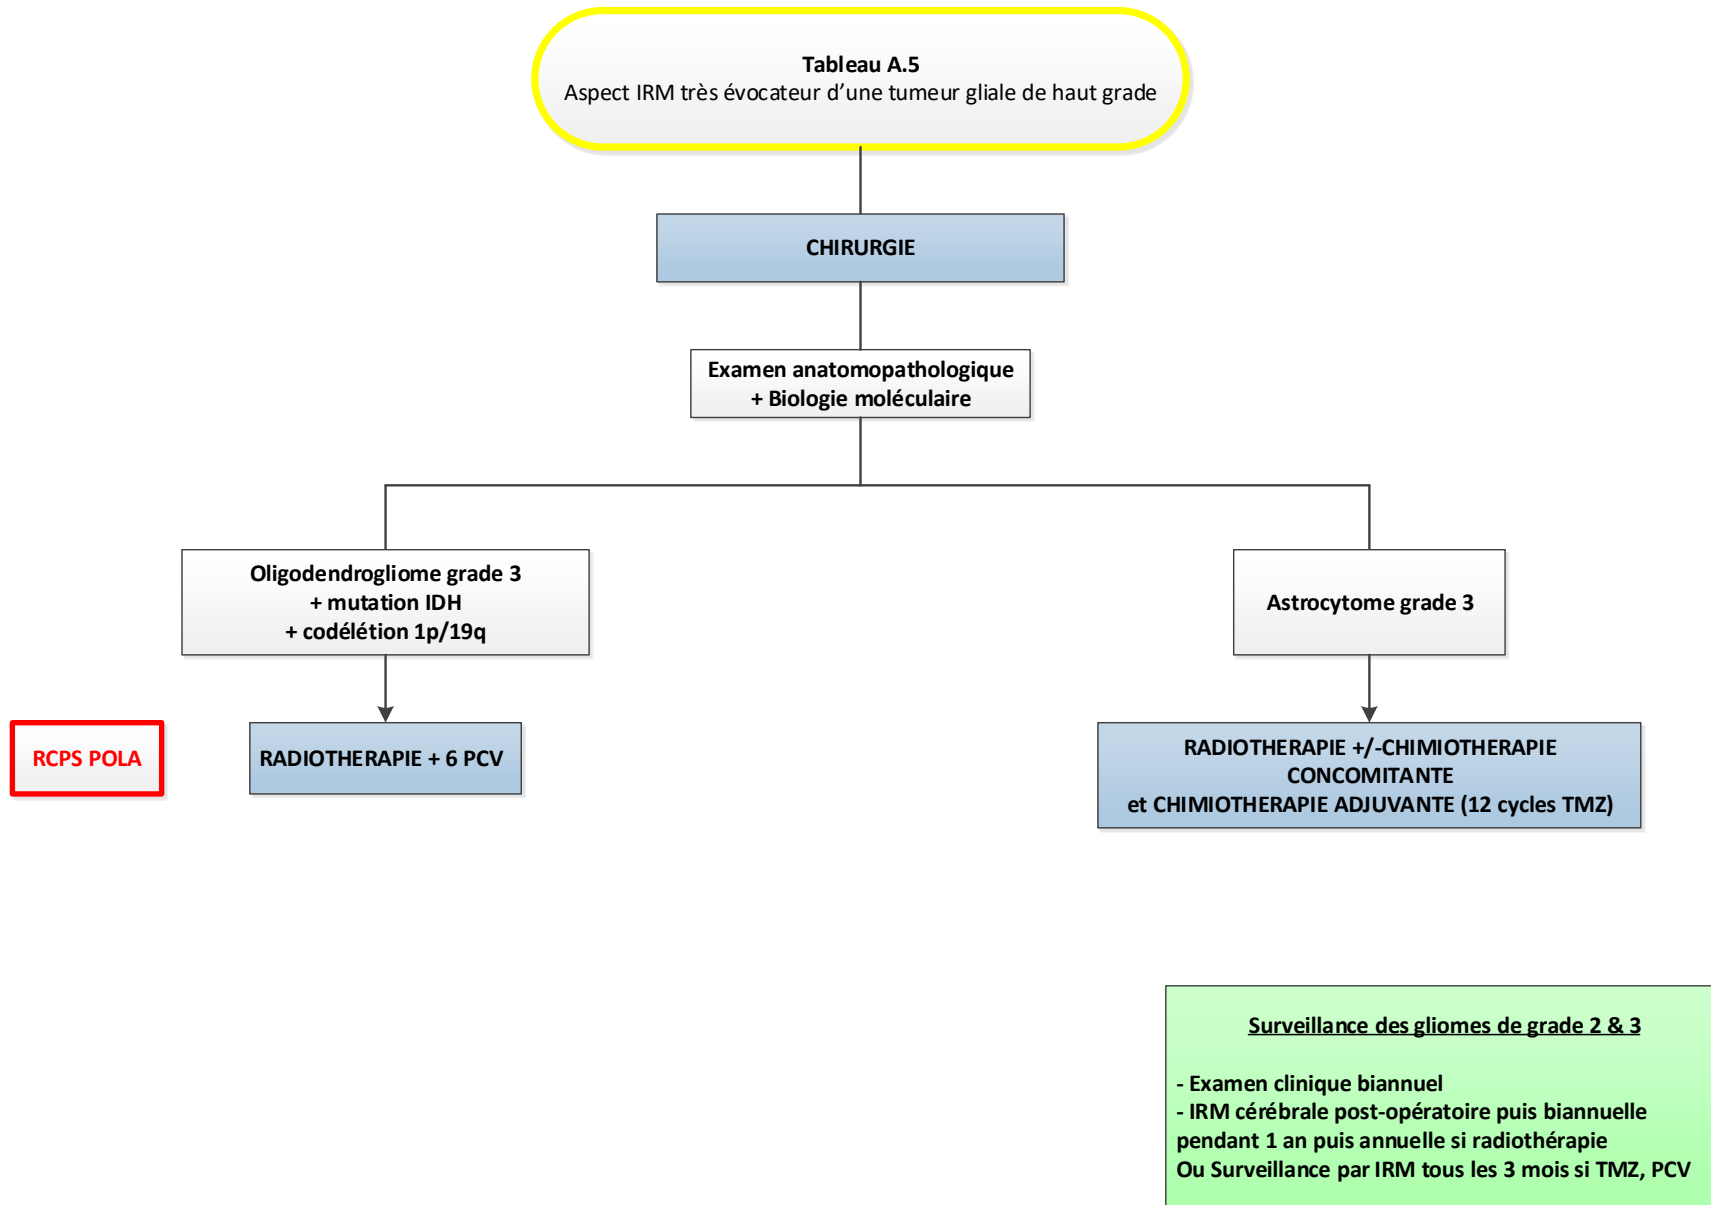 Tableau A.5
Aspect IRM très évocateur d’une tumeur gliale de haut grade
CHIRURGIE
Examen anatomopathologique
+ Biologie moléculaire
Oligodendrogliome grade 3
+ mutation IDH
+ codélétion 1p/19q
Astrocytome grade 3
RCPS POLA
RADIOTHERAPIE + 6 PCV
RADIOTHERAPIE +/-CHIMIOTHERAPIE
CONCOMITANTE
et CHIMIOTHERAPIE ADJUVANTE (12 cycles TMZ)
Surveillance des gliomes de grade 2 & 3
- Examen clinique biannuel
- IRM cérébrale post-opératoire puis biannuelle
pendant 1 an puis annuelle si radiothérapie
Ou Surveillance par IRM tous les 3 mois si TMZ, PCV